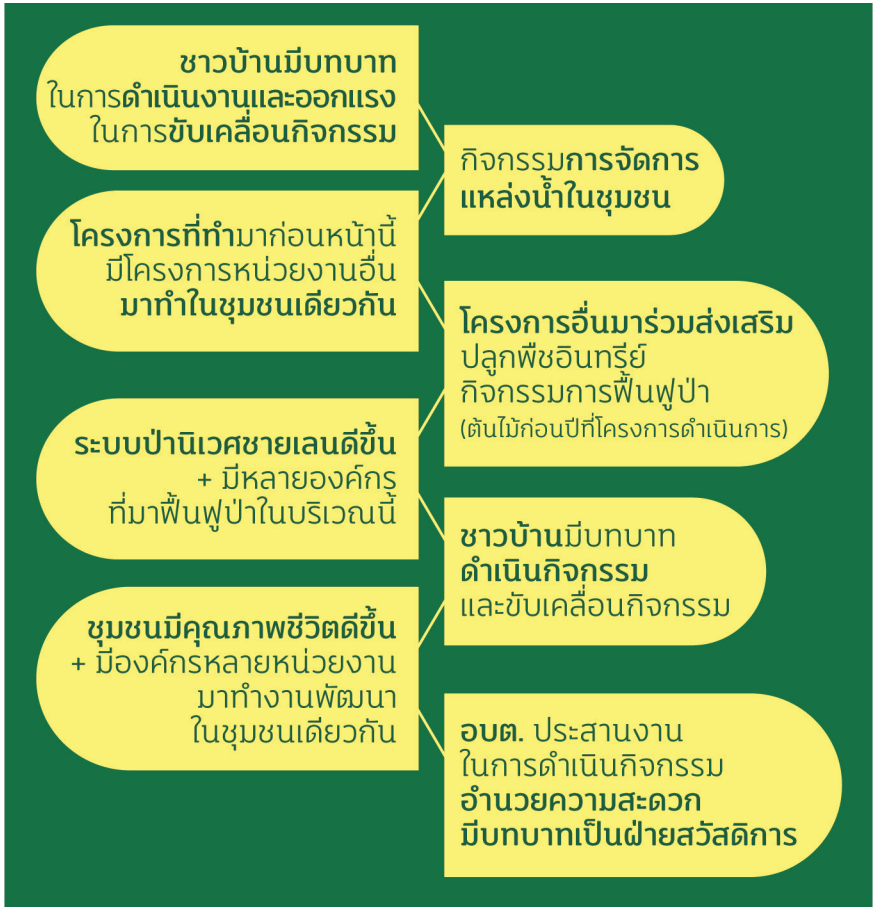 ชาวบ้านมีบทบาท
ในการดำเนินงานและออกแรง
ในการขับเคลื่อนกิจกรรม
กิจกรรมการจัดการ
แหล่งน้ำในชุมชน
โครงการที่ทำมาก่อนหน้านี้
มีโครงการหน่วยงานอื่น
มาทำในชุมชนเดียวกัน
โครงการอื่นมาร่วมส่งเสริม
ปลูกพืชอินทรีย์
กิจกรรมการฟื้นฟูป่า
(ต้นไม้ก่อนปีที่โครงการดำเนินการ)
ระบบป่านิเวศชายเลนดีขึ้น
+ มีหลายองค์กร
ที่มาฟื้นฟูป่าในบริเวณนี้
ชาวบ้านมีบทบาท
ดำเนินกิจกรรม
และขับเคลื่อนกิจกรรม
ชุมชนมีคุณภาพชีวิตดีขึ้น
+ มีองค์กรหลายหน่วยงาน
มาทำงานพัฒนา
ในชุมชนเดียวกัน
อบต. ประสานงาน
ในการดำเนินกิจกรรม
อำนวยความสะดวก
มีบทบาทเป็นฝ่ายสวัสดิการ